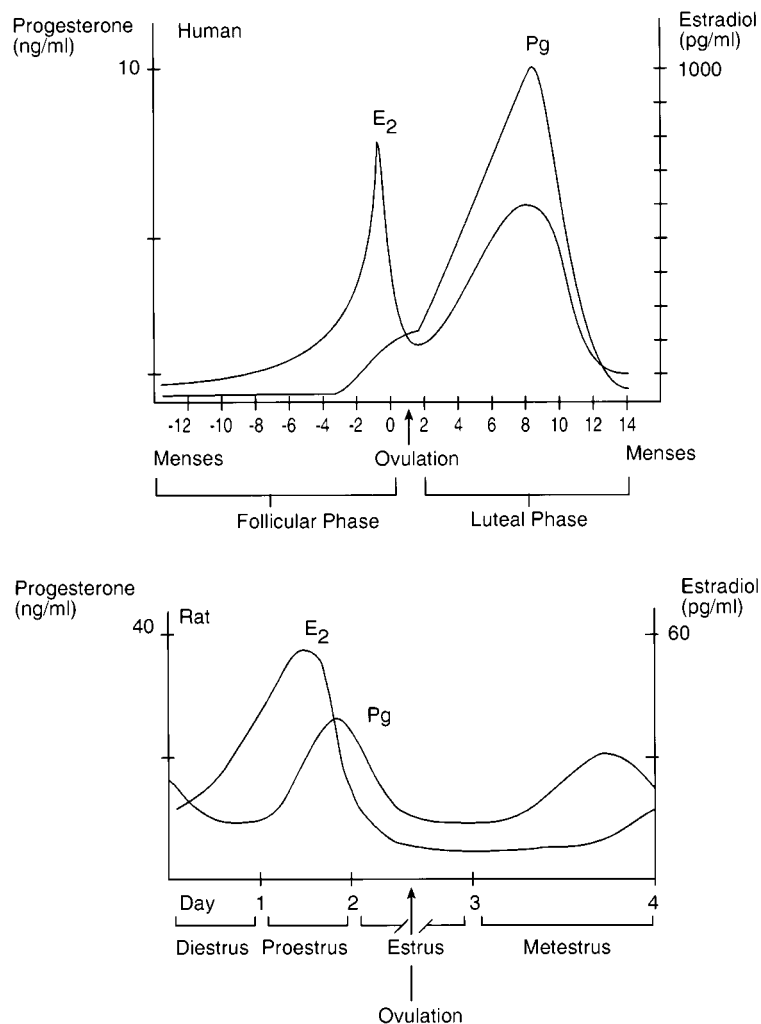 Progesterone
(ng/ml)
Human
Estradiol
(pg/ml)
Pg
10
1000
E2
-12 -10 -8 -6 -4 -2 0 2 4 6 8 10 12 14
Menses
Ovulation
Menses
Follicular Phase
Luteal Phase
Progesterone
(ng/ml)
Estradiol
(pg/ml)
40
Rat
E2
60
Pg
Day 1 2 3 4
Diestrus Proestrus Estrus Metestrus
Ovulation